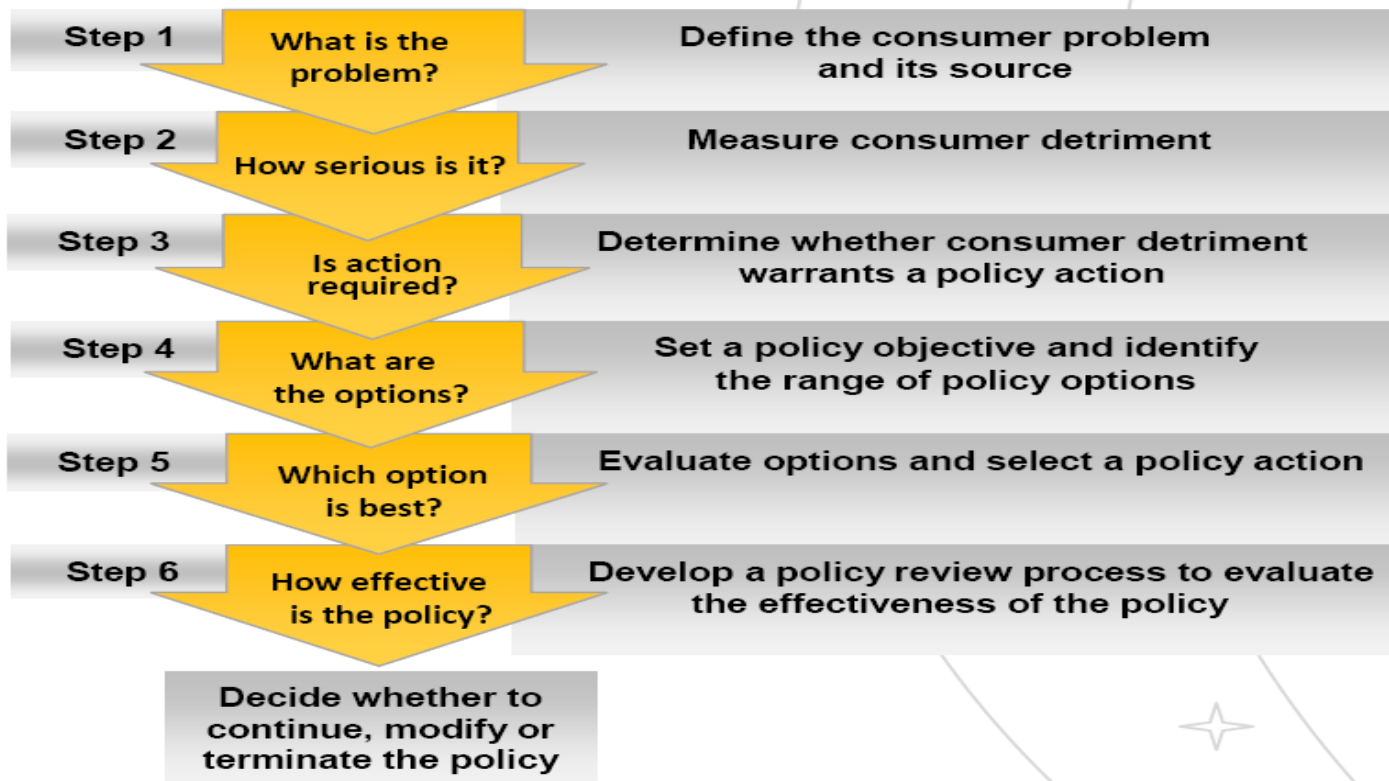 Step 1
What is the
problem?
Define the consumer problem
and its source
Step 2
How serious is it?
Measure consumer detriment
Step 3
Is action
required?
Determine whether consumer detriment
warrants a policy action
Step 4
What are
the options?
Set a policy objective and identify
the range of policy options
Step 5
Which option
is best?
Evaluate options and select a policy action
Step 6
How effective
is the policy?
Develop a policy review process to evaluate
the effectiveness of the policy
Decide whether to
continue, modify or
terminate the policy